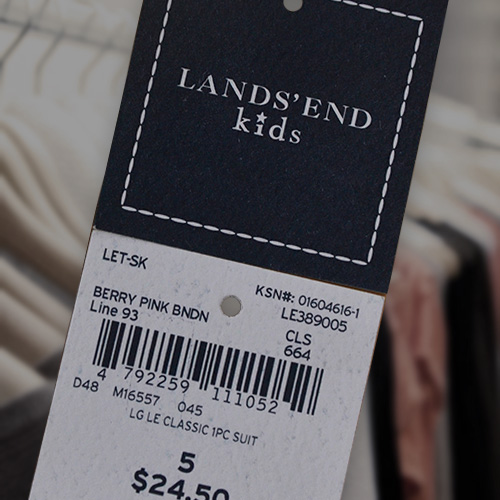 LANDS'END
kids
LET-SK
KSN#: 01604616-1
BERRY PINK BNDN LE389005
Line 93 CLS
664
4 792259 111052
D48 M16557 045
LG LE CLASSIC 1PC SUIT
5
$24.50